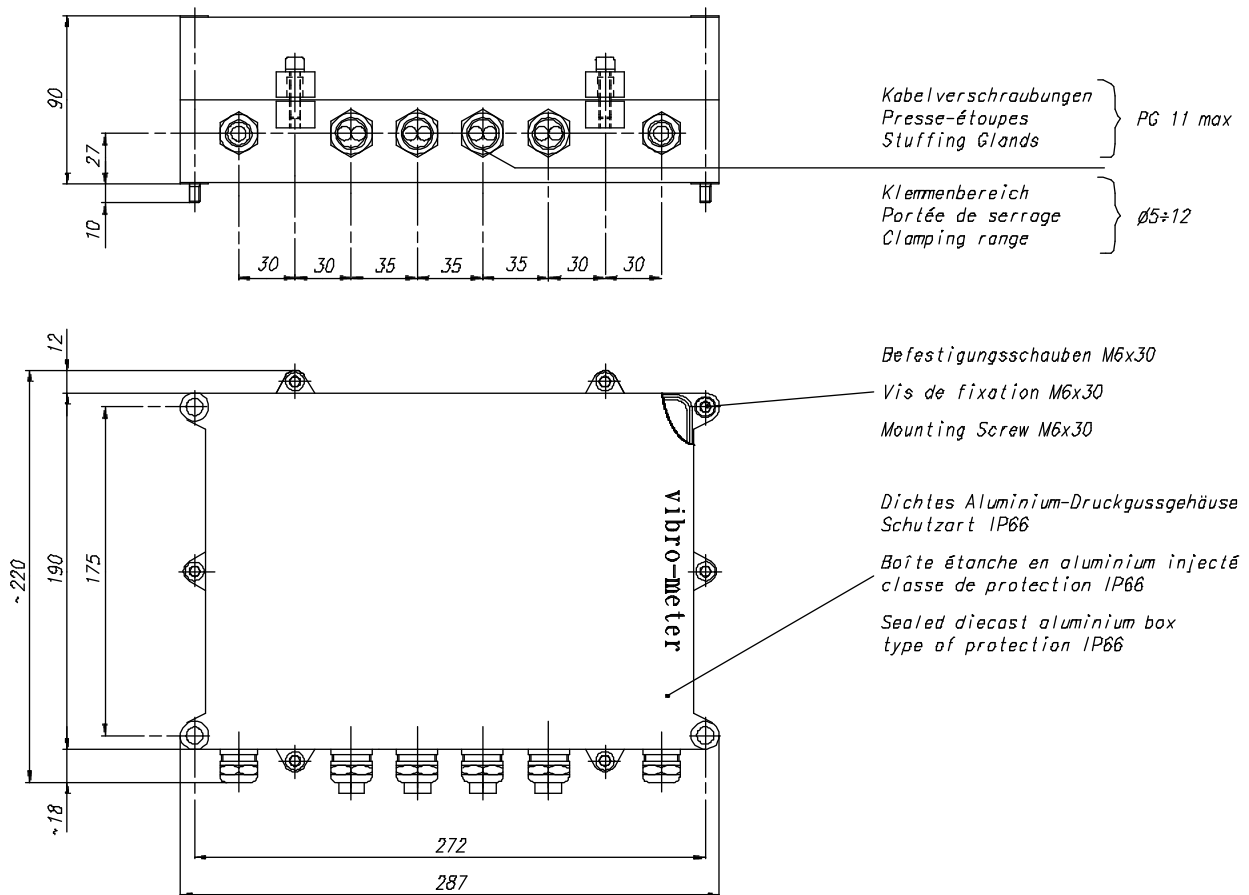 90
27
10
30
30
35
35
35
30
30
Kabelverschraubungen
Presse-étoupes
Stuffing Glands
PG 11 max
Klemmenbereich
Portée de serrage
Clamping range
ø5÷12
12
~220
190
175
~18
272
287
vibro-meter
Befestigungsschauben M6x30
Vis de fixation M6x30
Mounting Screw M6x30
Dichtes Aluminium-Druckgussgehäuse
Schutzart IP66
Boîte étanche en aluminium injecté
classe de protection IP66
Sealed diecast aluminium box
type of protection IP66